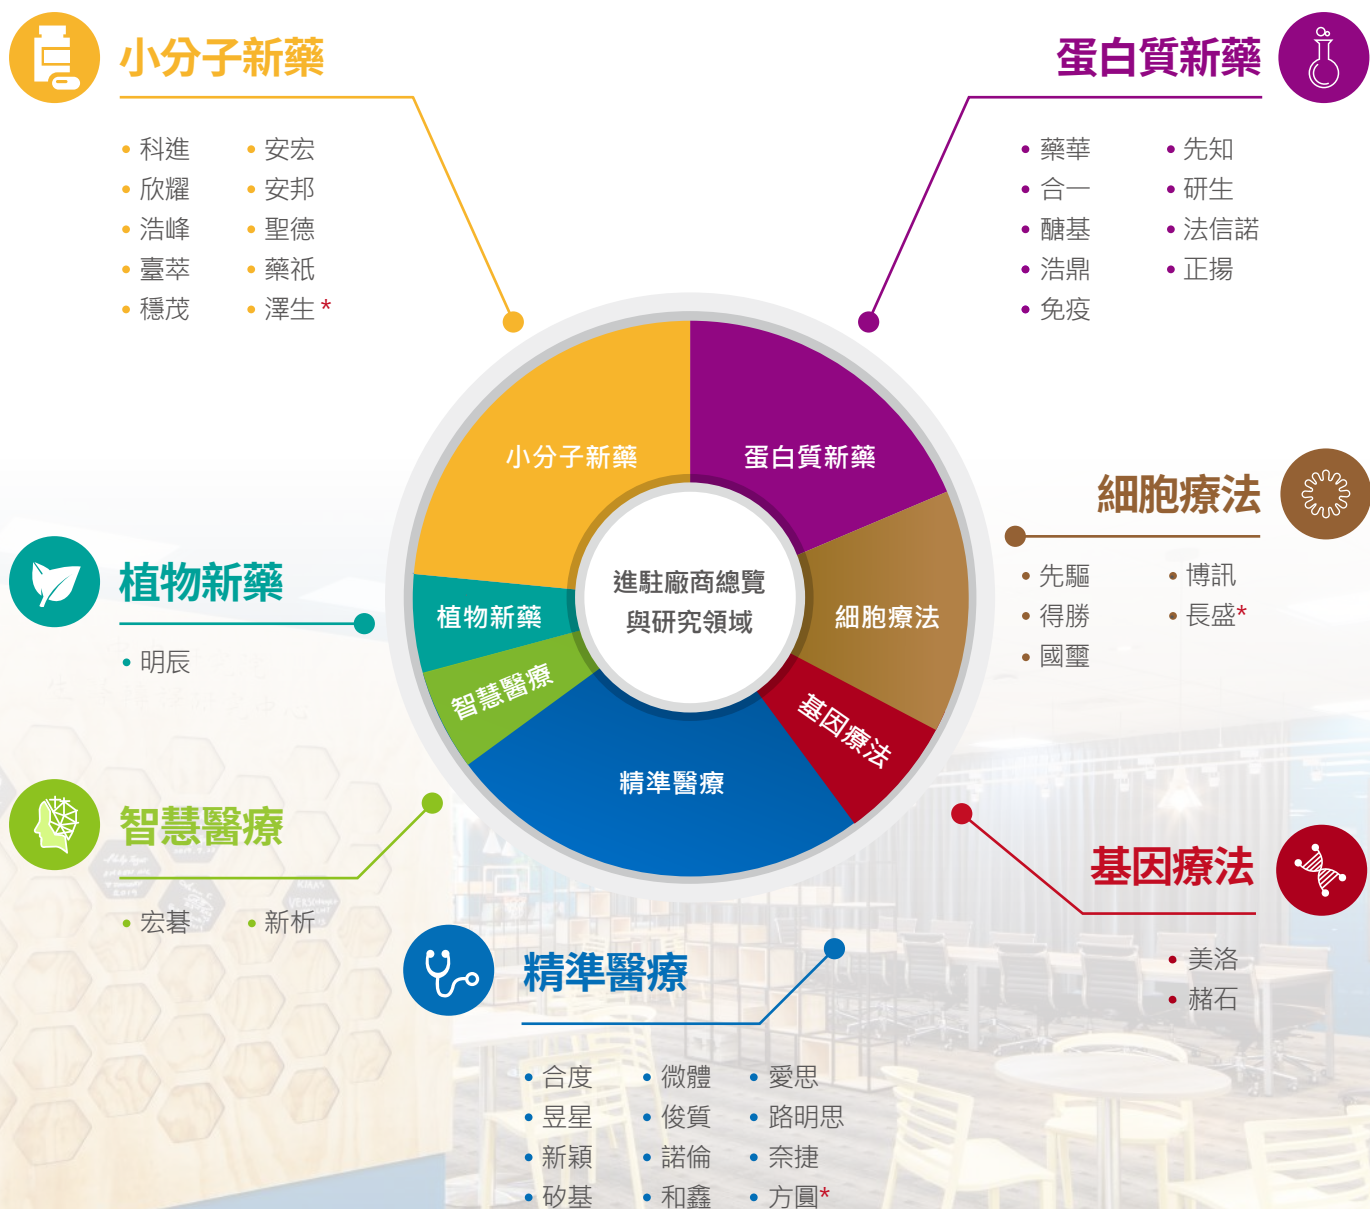 小分子新藥
• 科進
• 欣耀
• 浩峰
• 臺萃
• 穩茂
• 安宏
• 安邦
• 聖德
• 藥祇
• 澤生*
蛋白質新藥
• 藥華
• 合一
• 醣基
• 浩鼎
• 免疫
• 先知
• 研生
• 法信諾
• 正揚
小分子新藥
蛋白質新藥
植物新藥
細胞療法
智慧醫療
基因療法
精準醫療
進駐廠商總覽
與研究領域
細胞療法
• 先驅
• 得勝
• 國璽
• 博訊
• 長盛*
植物新藥
• 明辰
智慧醫療
• 宏碁
• 新析
基因療法
• 美洛
• 赭石
精準醫療
• 合度
• 昱星
• 新穎
• 矽基
• 微體
• 俊質
• 諾倫
• 和鑫
• 愛思
• 路明思
• 奈捷
• 方圓*